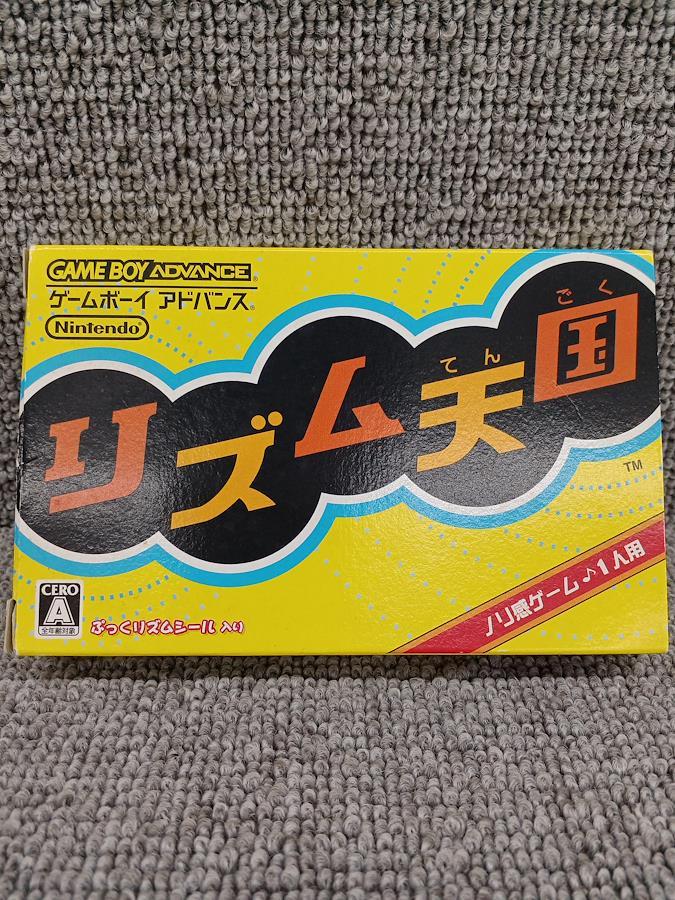 GAME BOY ADVANCE®
ゲームボーイ アドバンス®
Nintendo®
ごく
てん
リズム天国
TM
ノリ感ゲーム♪1人用
CERO
A
全年齢対象
ぷっくリズムシール 入り